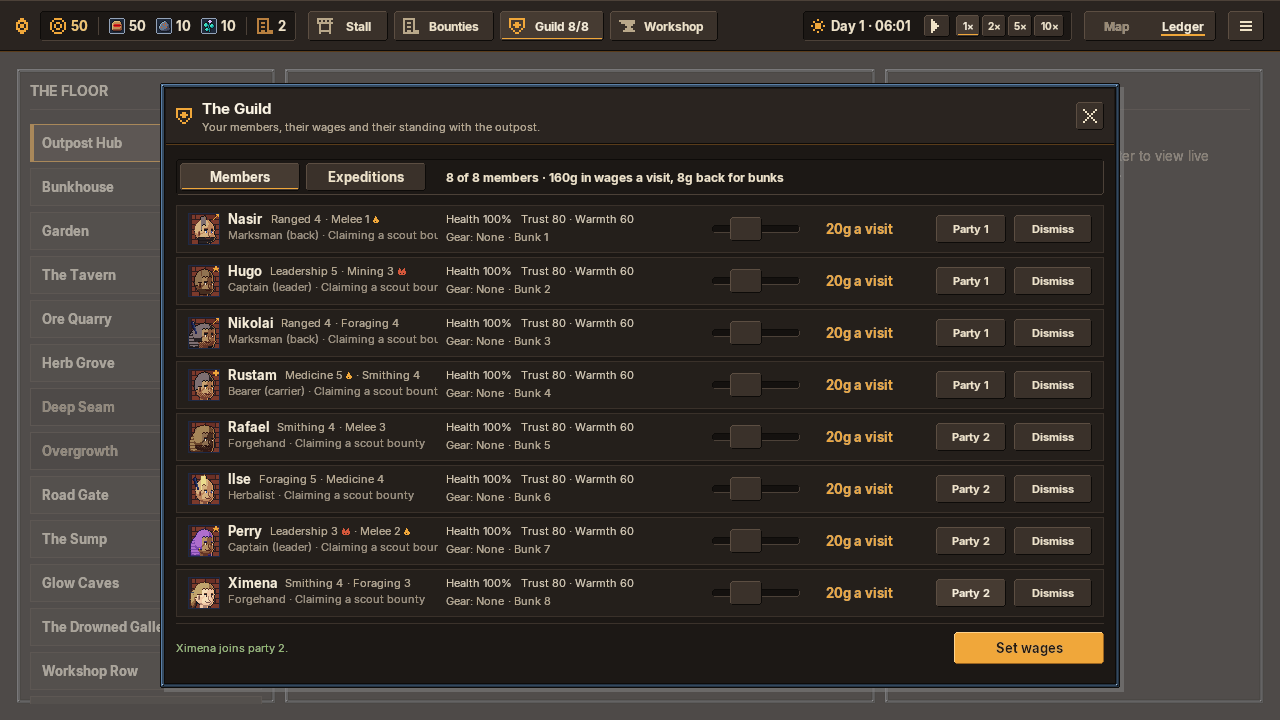 50 50 10 10 2 Stall Bounties Guild 8/8 Workshop Day 1 · 06:01 1× 2× 5× 10× Map Ledger
THE FLOOR
Outpost Hub
Bunkhouse
Garden
The Tavern
Ore Quarry
Herb Grove
Deep Seam
Overgrowth
Road Gate
The Sump
Glow Caves
The Drowned Galle
Workshop Row
to view live
The Guild
Your members, their wages and their standing with the outpost.
Members Expeditions 8 of 8 members · 160g in wages a visit, 8g back for bunks
Nasir Ranged 4 · Melee 1 Health 100% Trust 80 · Warmth 60
Marksman (back) · Claiming a scout bou Gear: None · Bunk 1
20g a visit Party 1 Dismiss
Hugo Leadership 5 · Mining 3 Health 100% Trust 80 · Warmth 60
Captain (leader) · Claiming a scout bour Gear: None · Bunk 2
20g a visit Party 1 Dismiss
Nikolai Ranged 4 · Foraging 4 Health 100% Trust 80 · Warmth 60
Marksman (back) · Claiming a scout bou Gear: None · Bunk 3
20g a visit Party 1 Dismiss
Rustam Medicine 5 · Smithing 4 Health 100% Trust 80 · Warmth 60
Bearer (carrier) · Claiming a scout bount Gear: None · Bunk 4
20g a visit Party 1 Dismiss
Rafael Smithing 4 · Melee 3 Health 100% Trust 80 · Warmth 60
Forgehand · Claiming a scout bounty Gear: None · Bunk 5
20g a visit Party 2 Dismiss
Ilse Foraging 5 · Medicine 4 Health 100% Trust 80 · Warmth 60
Herbalist · Claiming a scout bounty Gear: None · Bunk 6
20g a visit Party 2 Dismiss
Perry Leadership 3 · Melee 2 Health 100% Trust 80 · Warmth 60
Captain (leader) · Claiming a scout bour Gear: None · Bunk 7
20g a visit Party 2 Dismiss
Ximena Smithing 4 · Foraging 3 Health 100% Trust 80 · Warmth 60
Forgehand · Claiming a scout bounty Gear: None · Bunk 8
20g a visit Party 2 Dismiss
Ximena joins party 2. Set wages